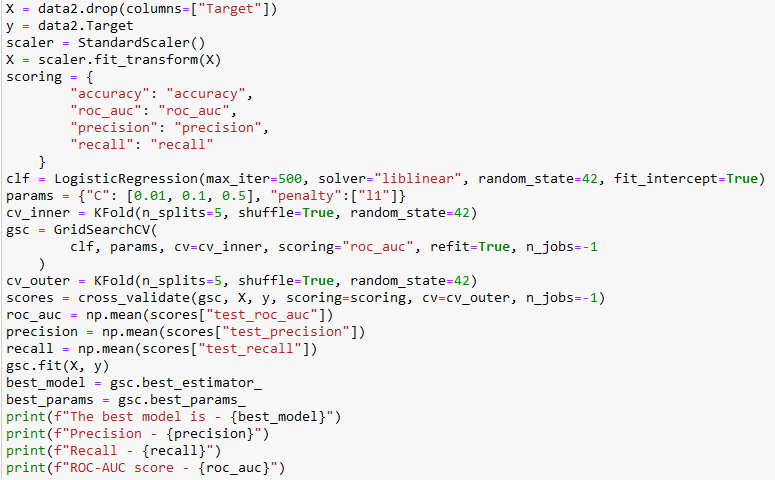 X = data2.drop(columns=["Target"])
y = data2.Target
scaler = StandardScaler()
X = scaler.fit_transform(X)
scoring = {
        "accuracy": "accuracy",
        "roc_auc": "roc_auc",
        "precision": "precision",
        "recall": "recall"
    }
clf = LogisticRegression(max_iter=500, solver="liblinear", random_state=42, fit_intercept=True)
params = {"C": [0.01, 0.1, 0.5], "penalty":["l1"]}
cv_inner = KFold(n_splits=5, shuffle=True, random_state=42)
gsc = GridSearchCV(
        clf, params, cv=cv_inner, scoring="roc_auc", refit=True, n_jobs=-1
    )
cv_outer = KFold(n_splits=5, shuffle=True, random_state=42)
scores = cross_validate(gsc, X, y, scoring=scoring, cv=cv_outer, n_jobs=-1)
roc_auc = np.mean(scores["test_roc_auc"])
precision = np.mean(scores["test_precision"])
recall = np.mean(scores["test_recall"])
gsc.fit(X, y)
best_model = gsc.best_estimator_
best_params = gsc.best_params_
print(f"The best model is - {best_model}")
print(f"Precision - {precision}")
print(f"Recall - {recall}")
print(f"ROC-AUC score - {roc_auc}")